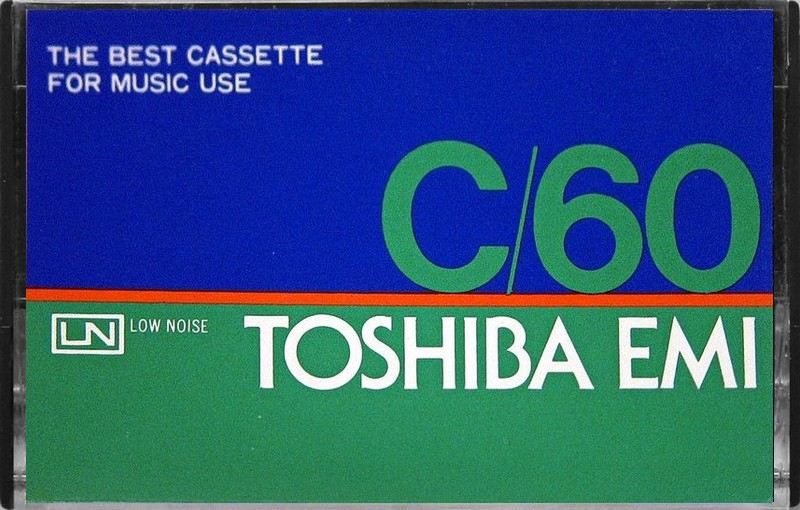 THE BEST CASSETTE
FOR MUSIC USE
C/60
LN LOW NOISE
TOSHIBA EMI